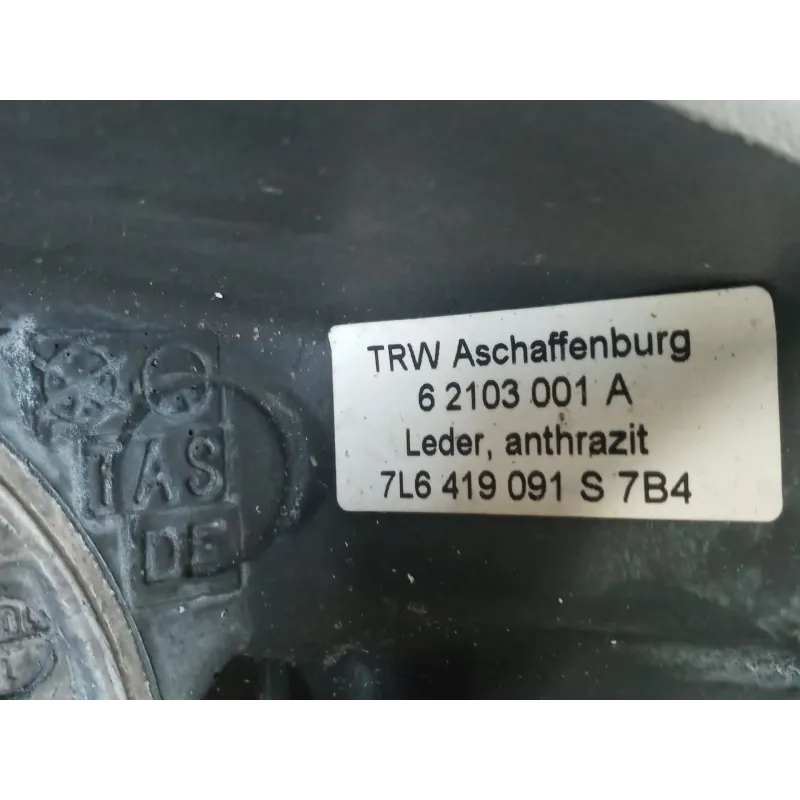 TRW Aschaffenburg
6 2103 001 A
Leder, anthrazit
7L6 419 091 S 7B4
TAS
DE